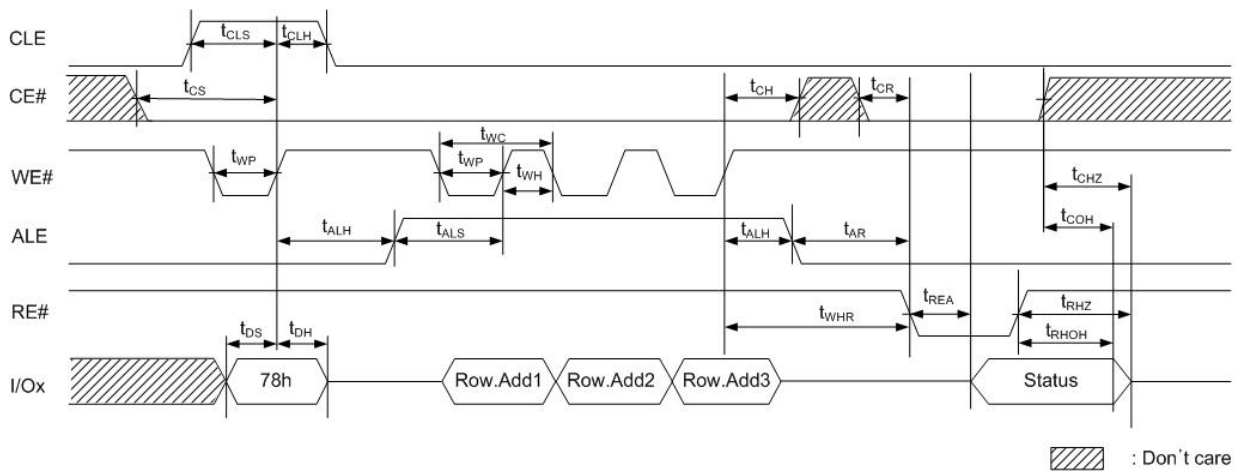 CLE
tCLS tCLH
CE#
tCS tCH tCR
WE#
tWP tWC tWP tWH
tCHZ
ALE
tALH tALS tALH tAR
tCOH
RE#
tWHR tREA tRHZ
tRHOH
tDS tDH
I/Ox
78h Row.Add1 Row.Add2 Row.Add3 Status
: Don't care